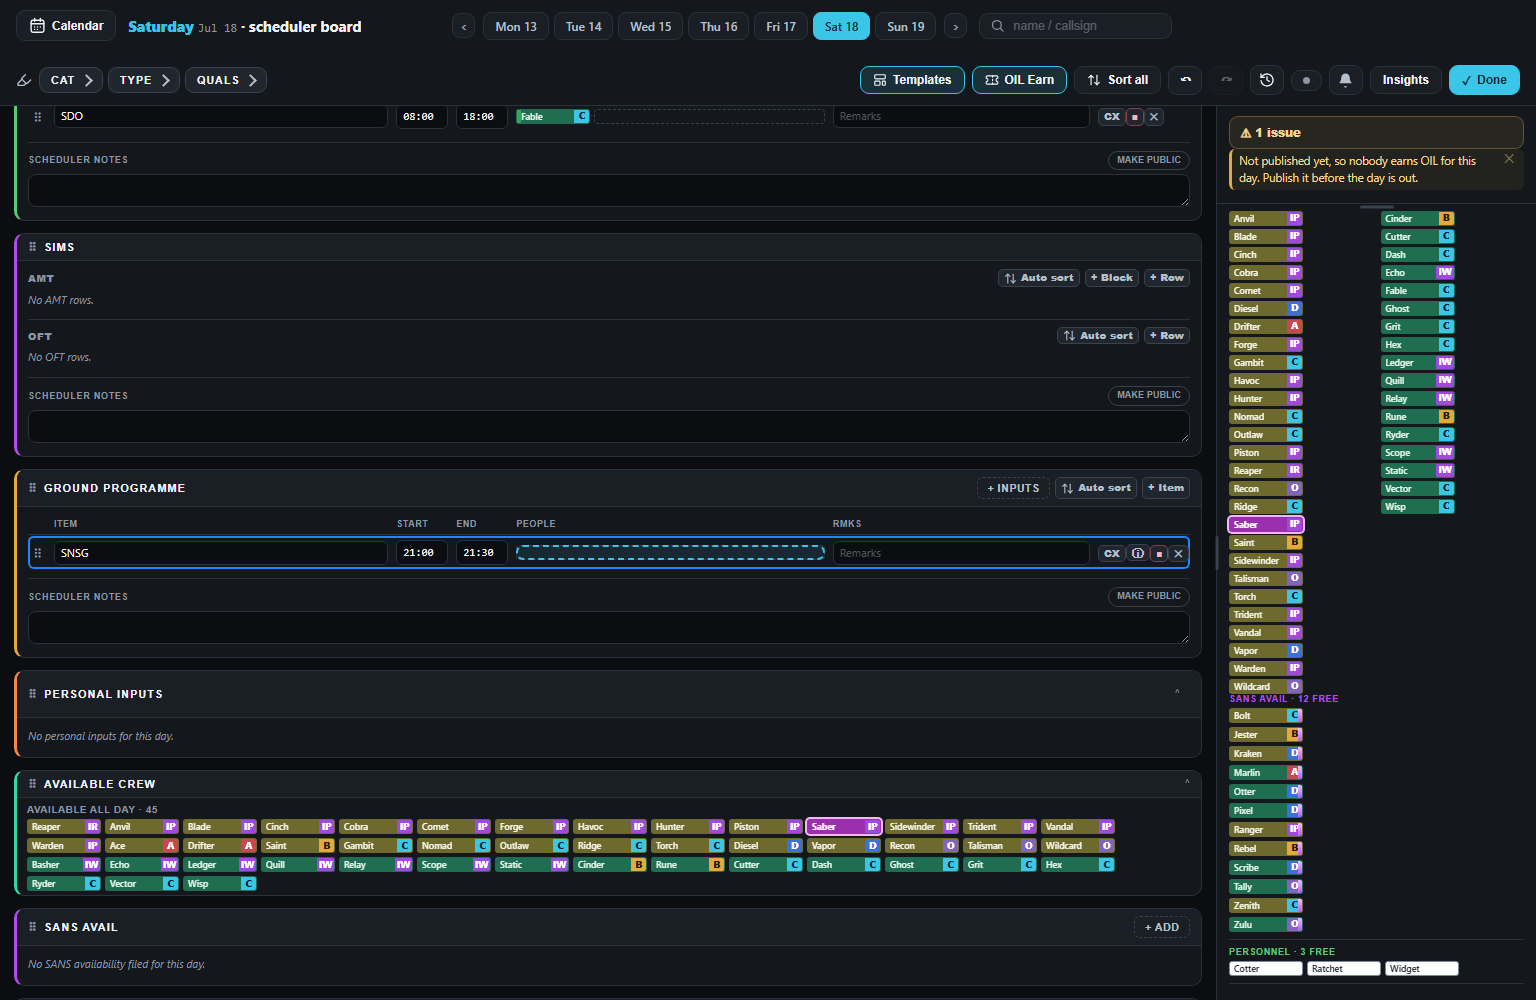 Calendar
Saturday Jul 18 · scheduler board
‹ Mon 13 Tue 14 Wed 15 Thu 16 Fri 17 Sat 18 Sun 19 ›
name / callsign
CAT TYPE QUALS
Templates OIL Earn Sort all Insights ✓ Done
SDO 08:00 18:00 Fable C Remarks CX
SCHEDULER NOTES MAKE PUBLIC
SIMS
AMT Auto sort + Block + Row
No AMT rows.
OFT Auto sort + Row
No OFT rows.
SCHEDULER NOTES MAKE PUBLIC
GROUND PROGRAMME + INPUTS Auto sort + Item
ITEM START END PEOPLE RMKS
SNSG 21:00 21:30 Remarks CX
SCHEDULER NOTES MAKE PUBLIC
PERSONAL INPUTS
No personal inputs for this day.
AVAILABLE CREW
AVAILABLE ALL DAY · 45
Reaper IR Anvil IP Blade IP Cinch IP Cobra IP Comet IP Forge IP Havoc IP Hunter IP Piston IP Saber IP Sidewinder IP Trident IP Vandal IP
Warden IP Ace A Drifter A Saint B Gambit C Nomad C Outlaw C Ridge C Torch C Diesel D Vapor D Recon O Talisman O Wildcard O
Basher IW Echo IW Ledger IW Quill IW Relay IW Scope IW Static IW Cinder B Rune B Cutter C Dash C Ghost C Grit C Hex C
Ryder C Vector C Wisp C
SANS AVAIL + ADD
No SANS availability filed for this day.
⚠ 1 issue
Not published yet, so nobody earns OIL for this
day. Publish it before the day is out.
Anvil IP Cinder B
Blade IP Cutter C
Cinch IP Dash C
Cobra IP Echo IW
Comet IP Fable C
Diesel D Ghost C
Drifter A Grit C
Forge IP Hex C
Gambit C Ledger IW
Havoc IP Quill IW
Hunter IP Relay IW
Nomad C Rune B
Outlaw C Ryder C
Piston IP Scope IW
Reaper IR Static IW
Recon O Vector C
Ridge C Wisp C
Saber IP
Saint B
Sidewinder IP
Talisman O
Torch C
Trident IP
Vandal IP
Vapor D
Warden IP
Wildcard O
SANS AVAIL · 12 FREE
Bolt C
Jester B
Kraken D
Marlin A
Otter D
Pixel D
Ranger IP
Rebel B
Scribe D
Tally O
Zenith C
Zulu O
PERSONNEL · 3 FREE
Cotter Ratchet Widget